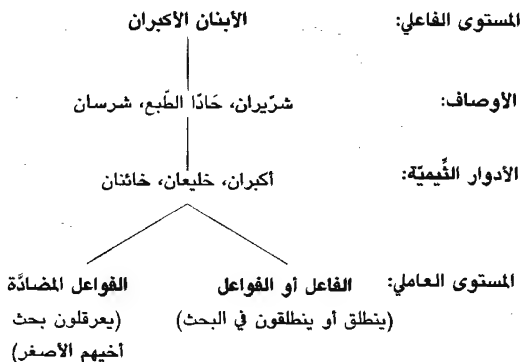 المستوى الفاعلي: الأبنان الأكبران
الأوصاف: شرّيران، حَادّا الطّبع، شرسان
الأدوار الثِّيميّة: أكبران، خليعان، خائنان
المستوى العاملي: الفاعل أو الفواعل الفواعل المضادَّة
(ينطلق أو ينطلقون في البحث) (يعرقلون بحث
أخيهم الأصغر)